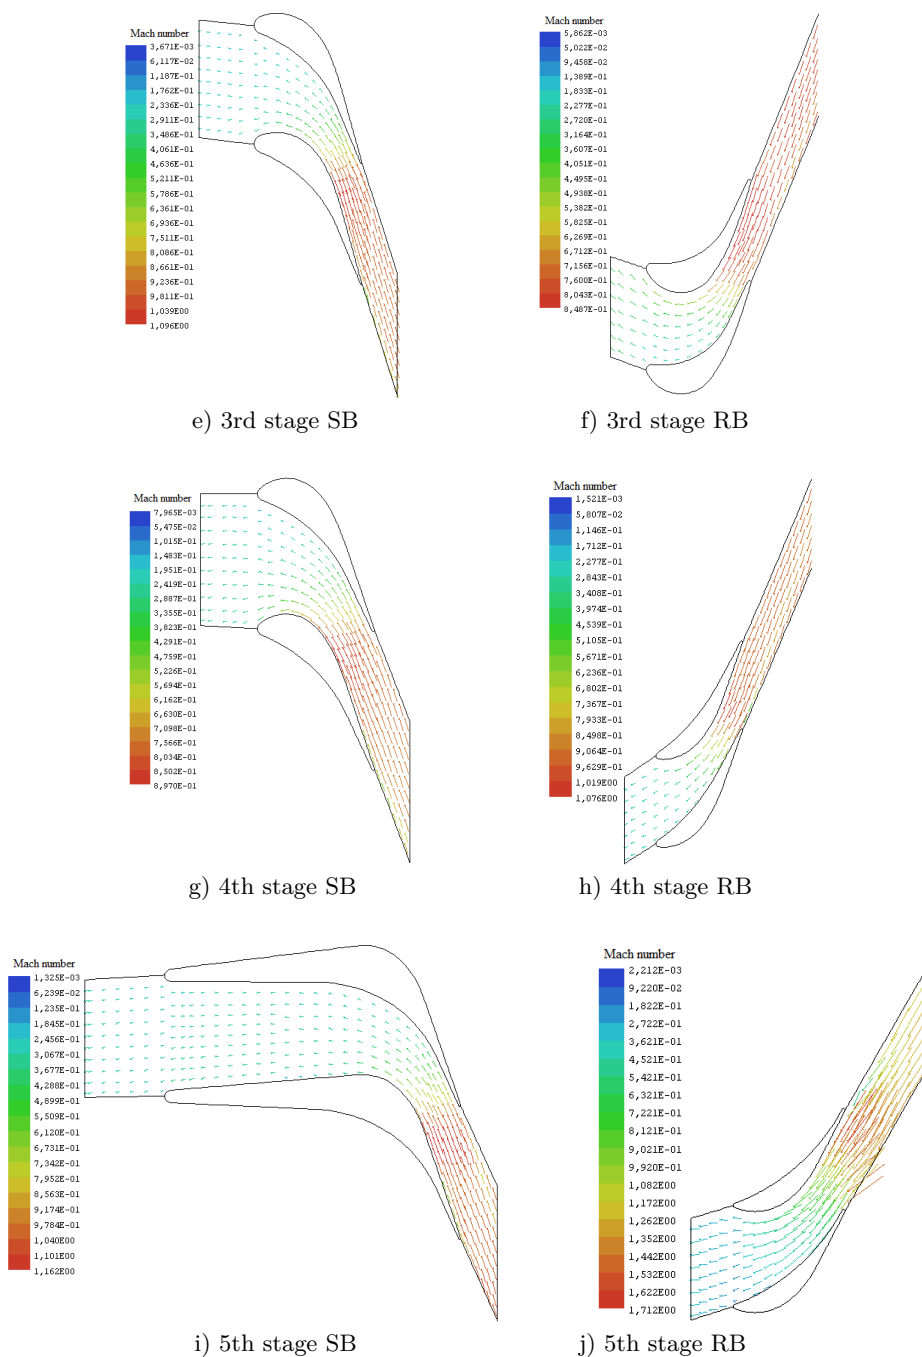 Mach number
3,671E-03
6,117E-02
1,187E-01
1,762E-01
2,336E-01
2,911E-01
3,486E-01
4,061E-01
4,636E-01
5,211E-01
5,786E-01
6,361E-01
6,936E-01
7,511E-01
8,086E-01
8,661E-01
9,236E-01
9,811E-01
1,039E00
1,096E00
e) 3rd stage SB
Mach number
5,862E-03
5,022E-02
9,458E-02
1,389E-01
1,833E-01
2,277E-01
2,720E-01
3,164E-01
3,607E-01
4,051E-01
4,495E-01
4,938E-01
5,382E-01
5,825E-01
6,269E-01
6,712E-01
7,156E-01
7,600E-01
8,043E-01
8,487E-01
f) 3rd stage RB
Mach number
7,965E-03
5,475E-02
1,015E-01
1,483E-01
1,951E-01
2,419E-01
2,887E-01
3,355E-01
3,823E-01
4,291E-01
4,759E-01
5,226E-01
5,694E-01
6,162E-01
6,630E-01
7,098E-01
7,566E-01
8,034E-01
8,502E-01
8,970E-01
g) 4th stage SB
Mach number
1,521E-03
5,807E-02
1,146E-01
1,712E-01
2,277E-01
2,843E-01
3,408E-01
3,974E-01
4,539E-01
5,105E-01
5,671E-01
6,236E-01
6,802E-01
7,367E-01
7,933E-01
8,498E-01
9,064E-01
9,629E-01
1,019E00
1,076E00
h) 4th stage RB
Mach number
1,325E-03
6,239E-02
1,235E-01
1,845E-01
2,456E-01
3,067E-01
3,677E-01
4,288E-01
4,899E-01
5,509E-01
6,120E-01
6,731E-01
7,342E-01
7,952E-01
8,563E-01
9,174E-01
9,784E-01
1,040E00
1,101E00
1,162E00
i) 5th stage SB
Mach number
2,212E-03
9,220E-02
1,822E-01
2,722E-01
3,621E-01
4,521E-01
5,421E-01
6,321E-01
7,221E-01
8,121E-01
9,021E-01
9,920E-01
1,082E00
1,172E00
1,262E00
1,352E00
1,442E00
1,532E00
1,622E00
1,712E00
j) 5th stage RB